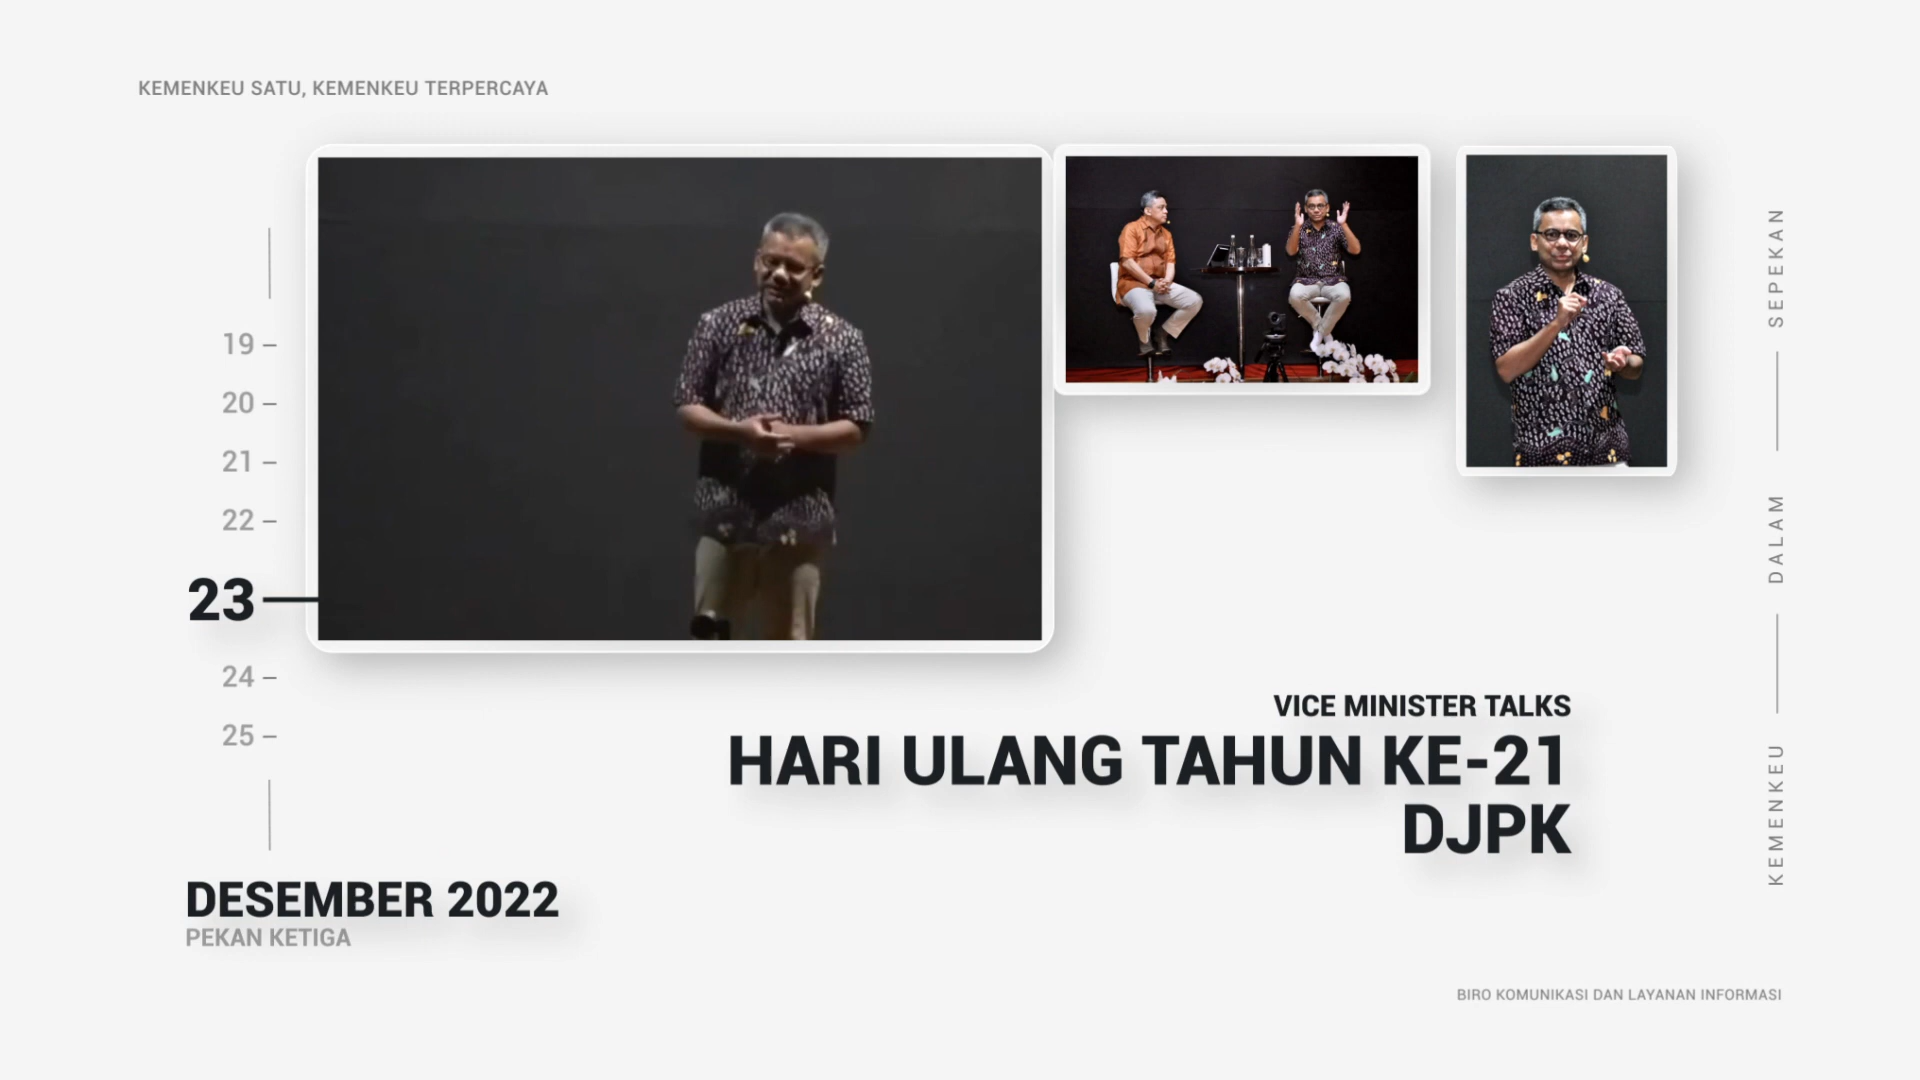 KEMENKEU SATU, KEMENKEU TERPERCAYA
19
20
21
22
23
24
25
DESEMBER 2022
PEKAN KETIGA
VICE MINISTER TALKS
HARI ULANG TAHUN KE-21
DJPK
KEMENKEU DALAM SEPEKAN
BIRO KOMUNIKASI DAN LAYANAN INFORMASI